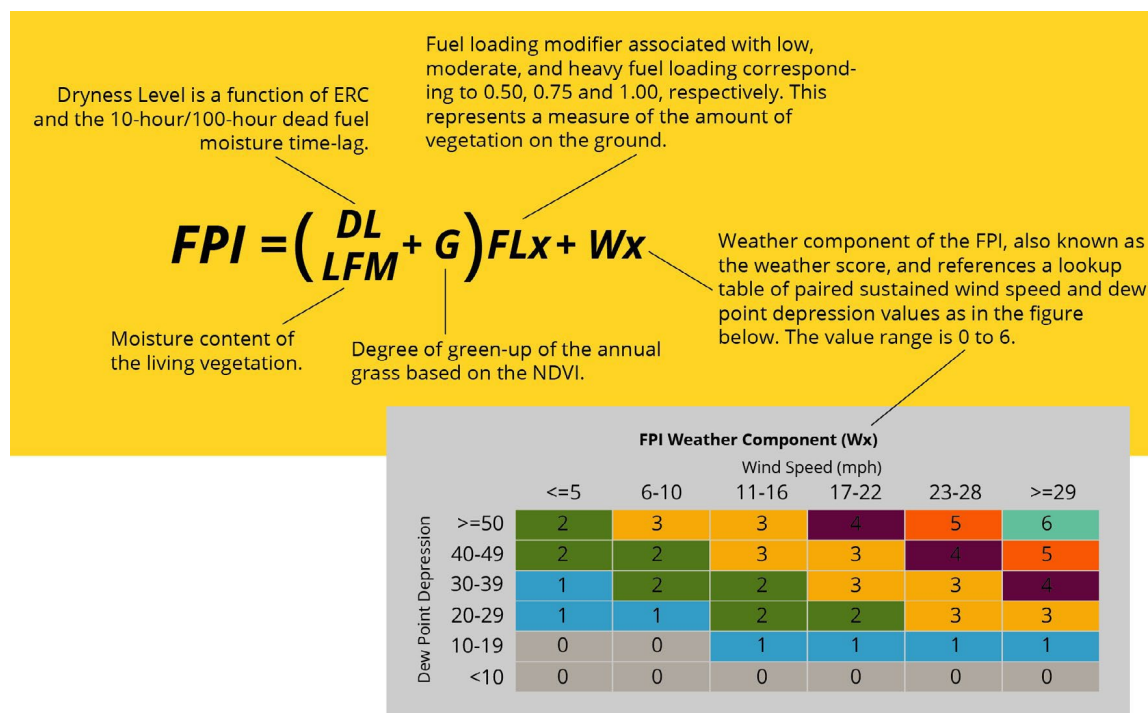 Fuel loading modifier associated with low,
moderate, and heavy fuel loading correspond-
ing to 0.50, 0.75 and 1.00, respectively. This
represents a measure of the amount of
vegetation on the ground.
Dryness Level is a function of ERC
and the 10-hour/100-hour dead fuel
moisture time-lag.
FPI = (DL
LFM + G) FLx + Wx
Weather component of the FPI, also known as
the weather score, and references a lookup
table of paired sustained wind speed and dew
point depression values as in the figure
below. The value range is 0 to 6.
Moisture content of
the living vegetation.
Degree of green-up of the annual
grass based on the NDVI.
FPI Weather Component (Wx)
Wind Speed (mph)
<=5 6-10 11-16 17-22 23-28 >=29
Dew Point Depression
>=50 2 3 3 4 5 6
40-49 2 2 3 3 4 5
30-39 1 2 2 3 3 4
20-29 1 1 2 2 3 3
10-19 0 0 1 1 1 1
<10 0 0 0 0 0 0